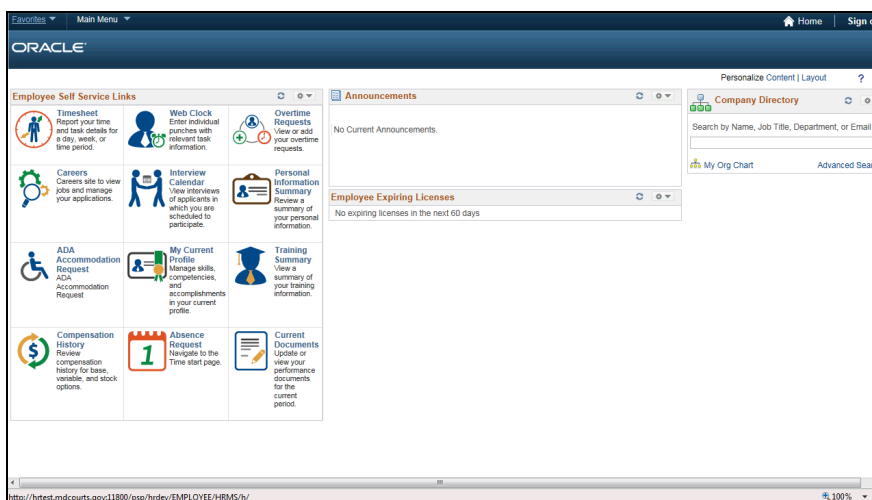 Favorites Main Menu Home Sign
ORACLE
Personalize Content | Layout ?
Employee Self Service Links
Timesheet
Report your time
and task details for
a day, week, or
time period.
Web Clock
Enter individual
punches with
relevant task
information.
Overtime
Requests
View or add
your overtime
requests.
Careers
Careers site to view
jobs and manage
your applications.
Interview
Calendar
View interviews
of applicants in
which you are
scheduled to
participate.
Personal
Information
Summary
Review a
summary of
your personal
information.
ADA
Accommodation
Request
ADA
Accommodation
Request
My Current
Profile
Manage skills,
competencies,
and
accomplishments
in your current
profile.
Training
Summary
View a
summary of
your training
information.
Compensation
History
Review
compensation
history for base,
variable, and stock
options.
1
Absence
Request
Navigate to the
Time start page.
Current
Documents
Update or
view your
performance
documents
for the
current
period.
Announcements
No Current Announcements.
Employee Expiring Licenses
No expiring licenses in the next 60 days
Company Directory
Search by Name, Job Title, Department, or Email
My Org Chart Advanced Sear
http://hrtest.mdcourts.gov:11800/psp/hrdev/EMPLOYEE/HRMS/h/ 100%